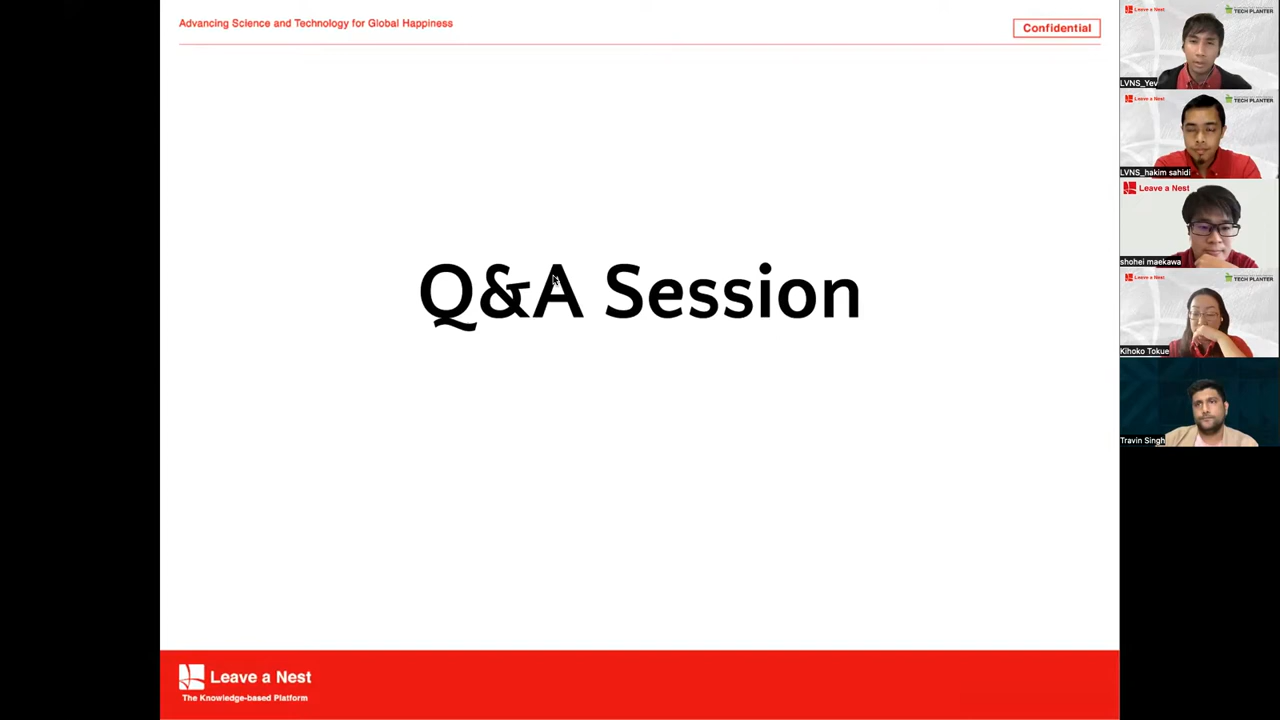 Advancing Science and Technology for Global Happiness
Confidential
Q&A Session
Leave a Nest
The Knowledge-based Platform
Leave a Nest
TECH PLANTER
LVNS_Yev
Leave a Nest
TECH PLANTER
LVNS_hakim sahidi
Leave a Nest
shohei maekawa
Leave a Nest
TECH PLANTER
Kihoko Tokue
Travin Singh